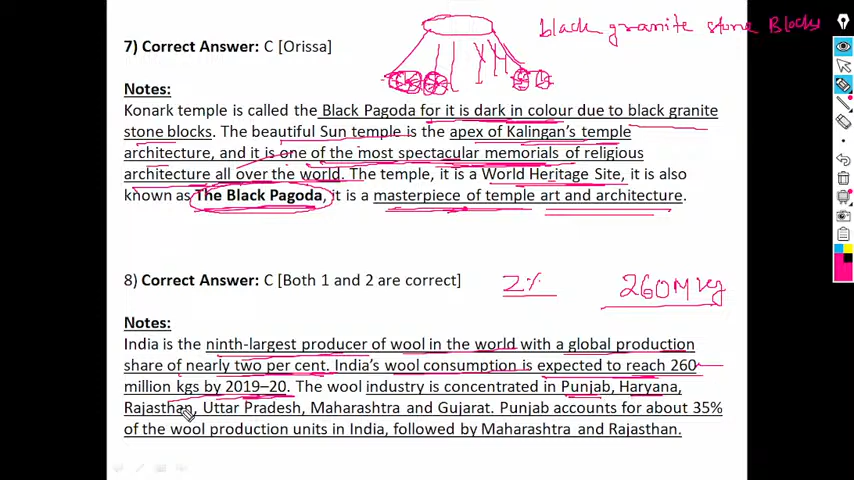 black granite stone Blocks
7) Correct Answer: C [Orissa]
Notes:
Konark temple is called the Black Pagoda for it is dark in colour due to black granite
stone blocks. The beautiful Sun temple is the apex of Kalingan's temple
architecture, and it is one of the most spectacular memorials of religious
architecture all over the world. The temple, it is a World Heritage Site, it is also
known as The Black Pagoda, it is a masterpiece of temple art and architecture.
8) Correct Answer: C [Both 1 and 2 are correct]
2% 260M kg
Notes:
India is the ninth-largest producer of wool in the world with a global production
share of nearly two per cent. India's wool consumption is expected to reach 260
million kgs by 2019–20. The wool industry is concentrated in Punjab, Haryana,
Rajasthan, Uttar Pradesh, Maharashtra and Gujarat. Punjab accounts for about 35%
of the wool production units in India, followed by Maharashtra and Rajasthan.